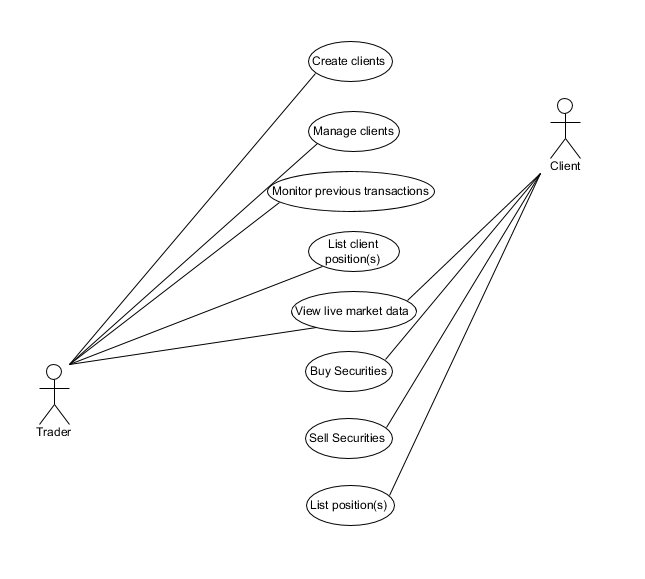 Create clients
Manage clients
Client
Monitor previous transactions
List client
position(s)
View live market data
Buy Securities
Trader
Sell Securities
List position(s)